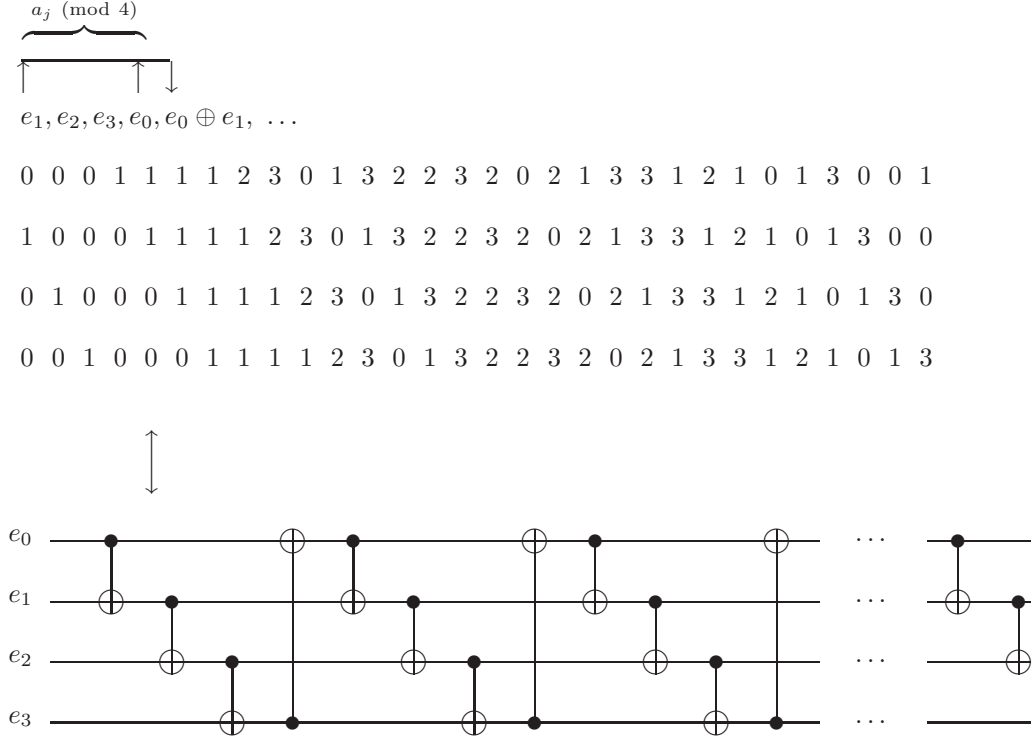 a_j (mod 4)
e_1, e_2, e_3, e_0, e_0 ⊕ e_1, …
0 0 0 1 1 1 1 2 3 0 1 3 2 2 3 2 0 2 1 3 3 1 2 1 0 1 3 0 0 1
1 0 0 0 1 1 1 1 2 3 0 1 3 2 2 3 2 0 2 1 3 3 1 2 1 0 1 3 0 0
0 1 0 0 0 1 1 1 1 2 3 0 1 3 2 2 3 2 0 2 1 3 3 1 2 1 0 1 3 0
0 0 1 0 0 0 1 1 1 1 2 3 0 1 3 2 2 3 2 0 2 1 3 3 1 2 1 0 1 3
e_0 …
e_1 …
e_2 …
e_3 …